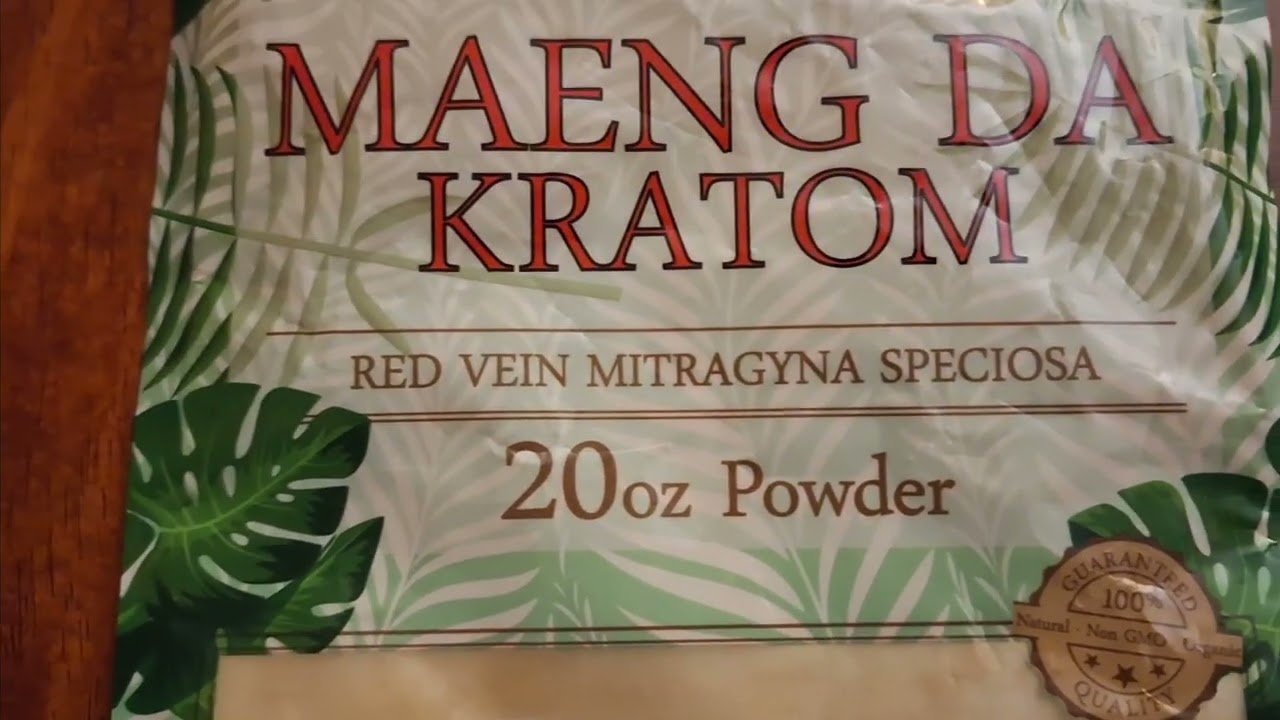 MAENG DA
KRATOM
RED VEIN MITRAGYNA SPECIOSA
20oz Powder
GUARANTEED
100%
Natural · Non GMO · Organic
QUALITY